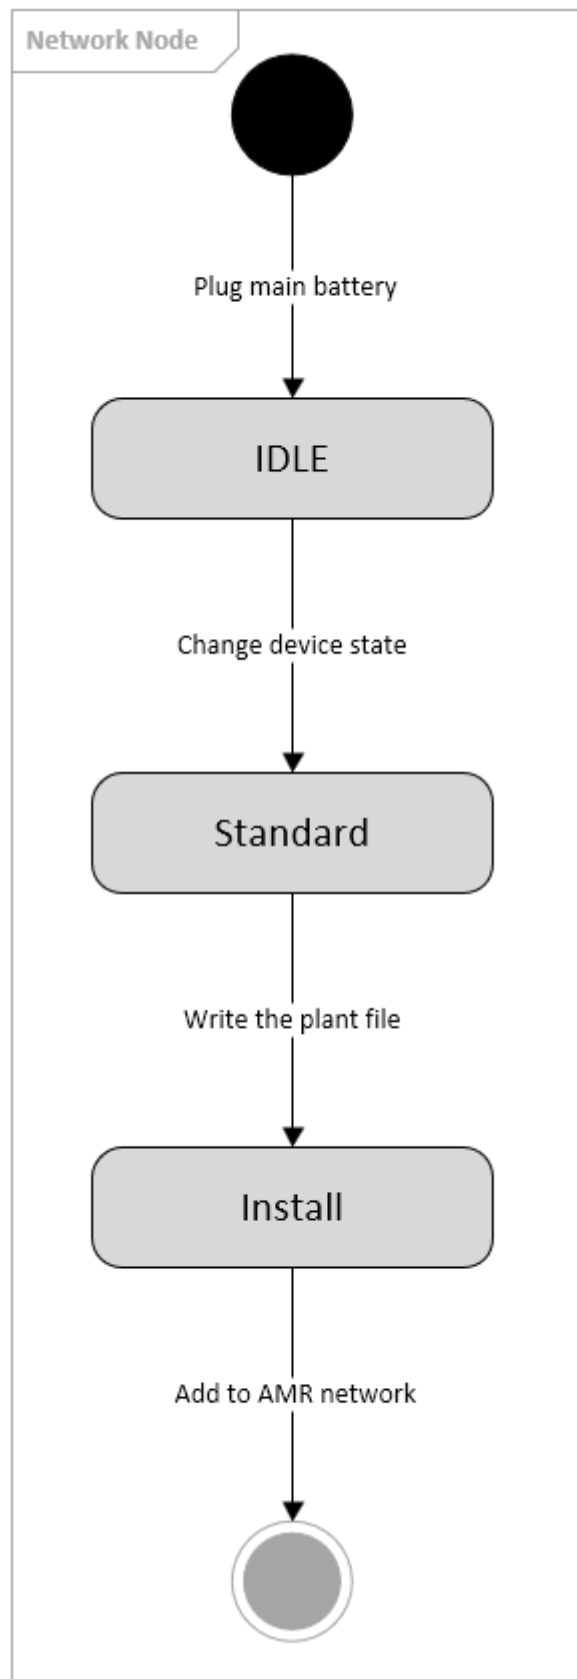 Network Node
Plug main battery
IDLE
Change device state
Standard
Write the plant file
Install
Add to AMR network